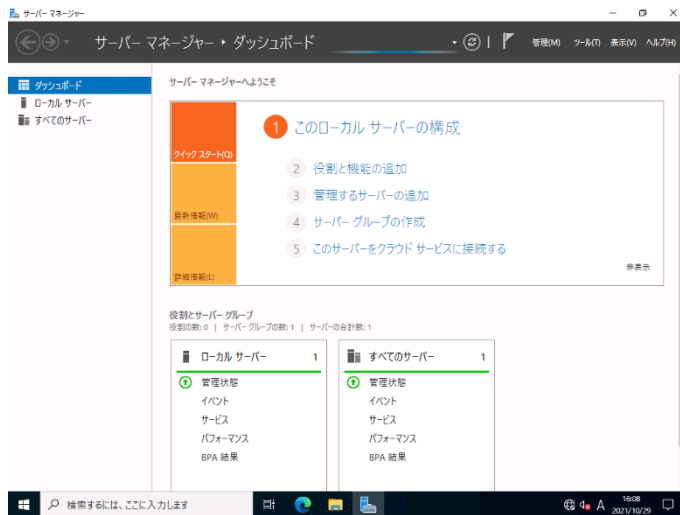 サーバー マネージャー
サーバー マネージャー ‣ ダッシュボード
管理(M) ツール(T) 表示(V) ヘルプ(H)
ダッシュボード
ローカル サーバー
すべてのサーバー
サーバー マネージャーへようこそ
クイック スタート(Q)
最新情報(W)
詳細情報(L)
1 このローカル サーバーの構成
2 役割と機能の追加
3 管理するサーバーの追加
4 サーバー グループの作成
5 このサーバーをクラウド サービスに接続する
非表示
役割とサーバー グループ
役割の数: 0 | サーバー グループの数: 1 | サーバーの合計数: 1
ローカル サーバー 1
管理状態
イベント
サービス
パフォーマンス
BPA 結果
すべてのサーバー 1
管理状態
イベント
サービス
パフォーマンス
BPA 結果
検索するには、ここに入力します
A
16:08
2021/10/29